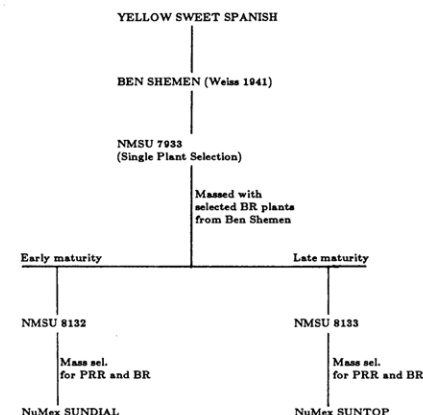 YELLOW SWEET SPANISH
BEN SHEMEN (Weiss 1941)
NMSU 7933
(Single Plant Selection)
Massed with
selected BR plants
from Ben Shemen
Early maturity
Late maturity
NMSU 8132
NMSU 8133
Mass sel.
for PRR and BR
Mass sel.
for PRR and BR
NuMex SUNDIAL
NuMex SUNTOP